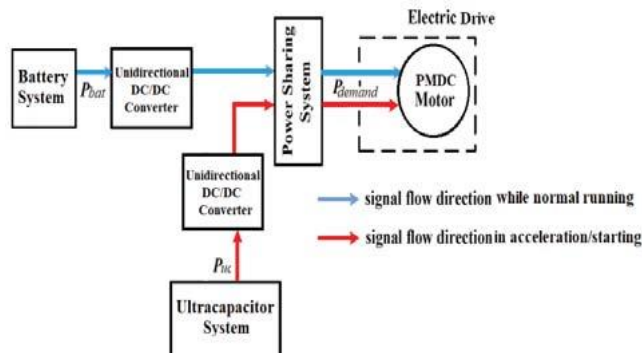 Electric Drive
Battery
System
P_bat
Unidirectional
DC/DC
Converter
Power Sharing
System
P_demand
PMDC
Motor
Unidirectional
DC/DC
Converter
signal flow direction while normal running
signal flow direction in acceleration/starting
P_uc
Ultracapacitor
System